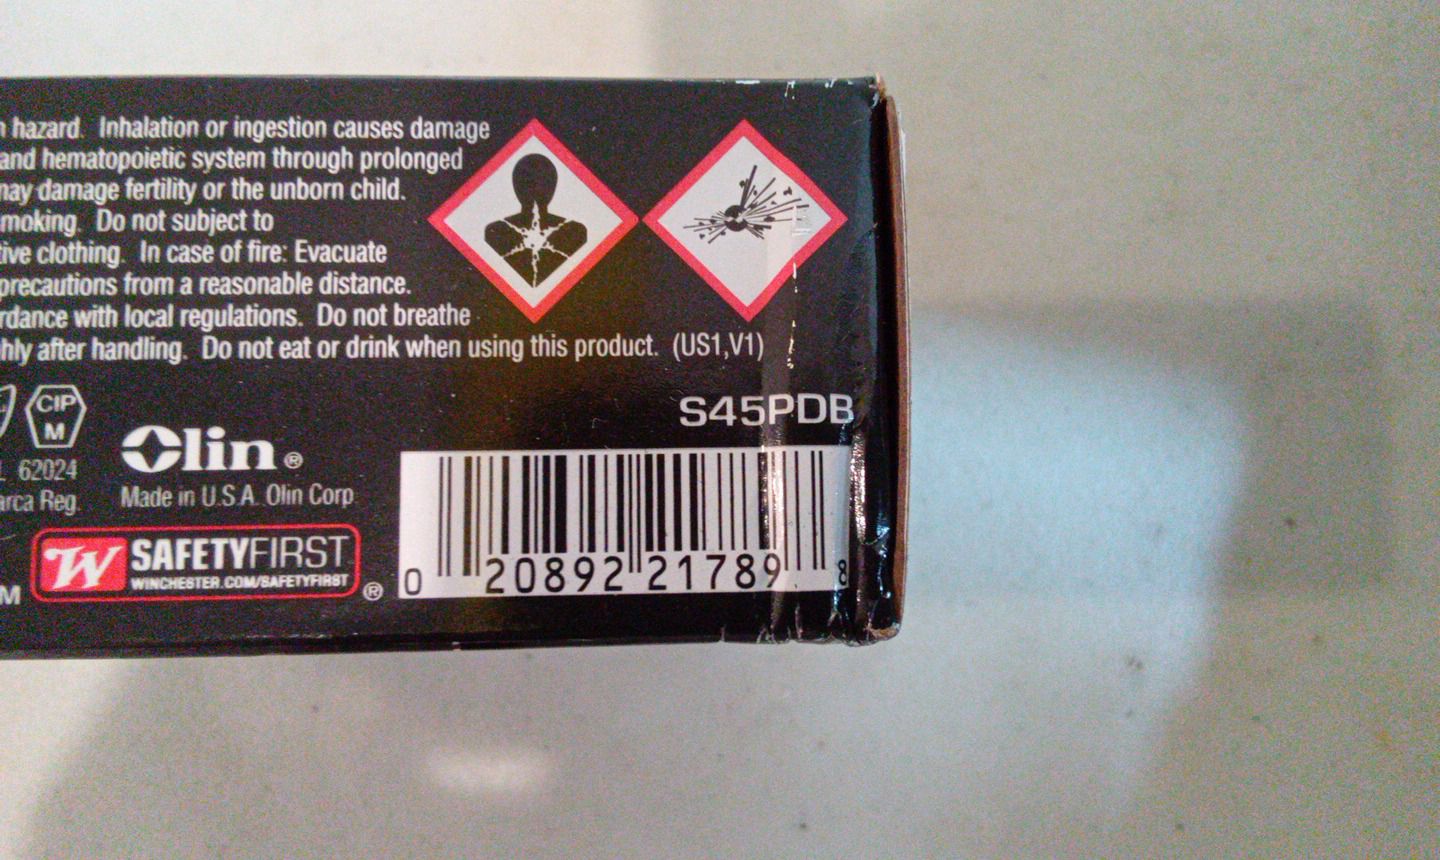 hazard. Inhalation or ingestion causes damage
and hematopoietic system through prolonged
may damage fertility or the unborn child.
smoking. Do not subject to
tive clothing. In case of fire: Evacuate
precautions from a reasonable distance.
rdance with local regulations. Do not breathe
hly after handling. Do not eat or drink when using this product. (US1,V1)
S45PDB
CIP
M
Olin®
L 62024
Made in U.S.A. Olin Corp
arca Reg.
W SAFETYFIRST
WINCHESTER.COM/SAFETYFIRST
®
M
0 20892 21789 8